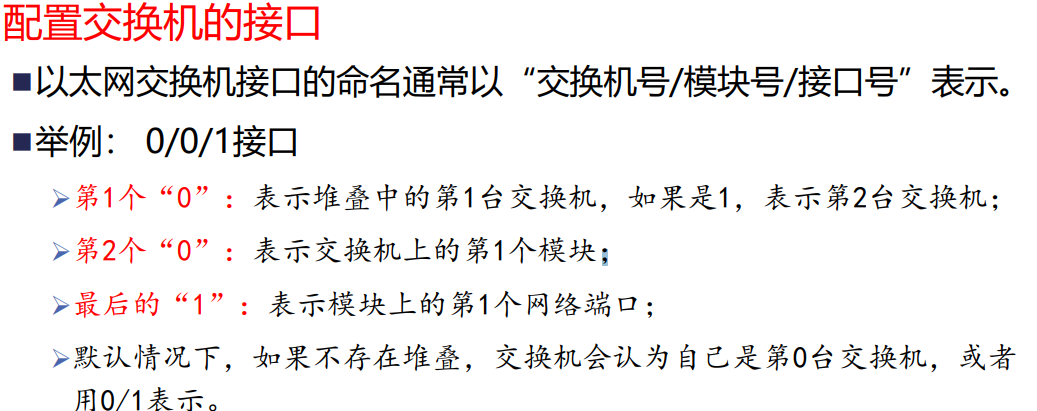 配置交换机的接口
■以太网交换机接口的命名通常以“交换机号/模块号/接口号”表示。
■举例： 0/0/1接口
➢第1个“0”：表示堆叠中的第1台交换机，如果是1，表示第2台交换机；
➢第2个“0”：表示交换机上的第1个模块；
➢最后的“1”：表示模块上的第1个网络端口；
➢默认情况下，如果不存在堆叠，交换机会认为自己是第0台交换机，或者
用0/1表示。